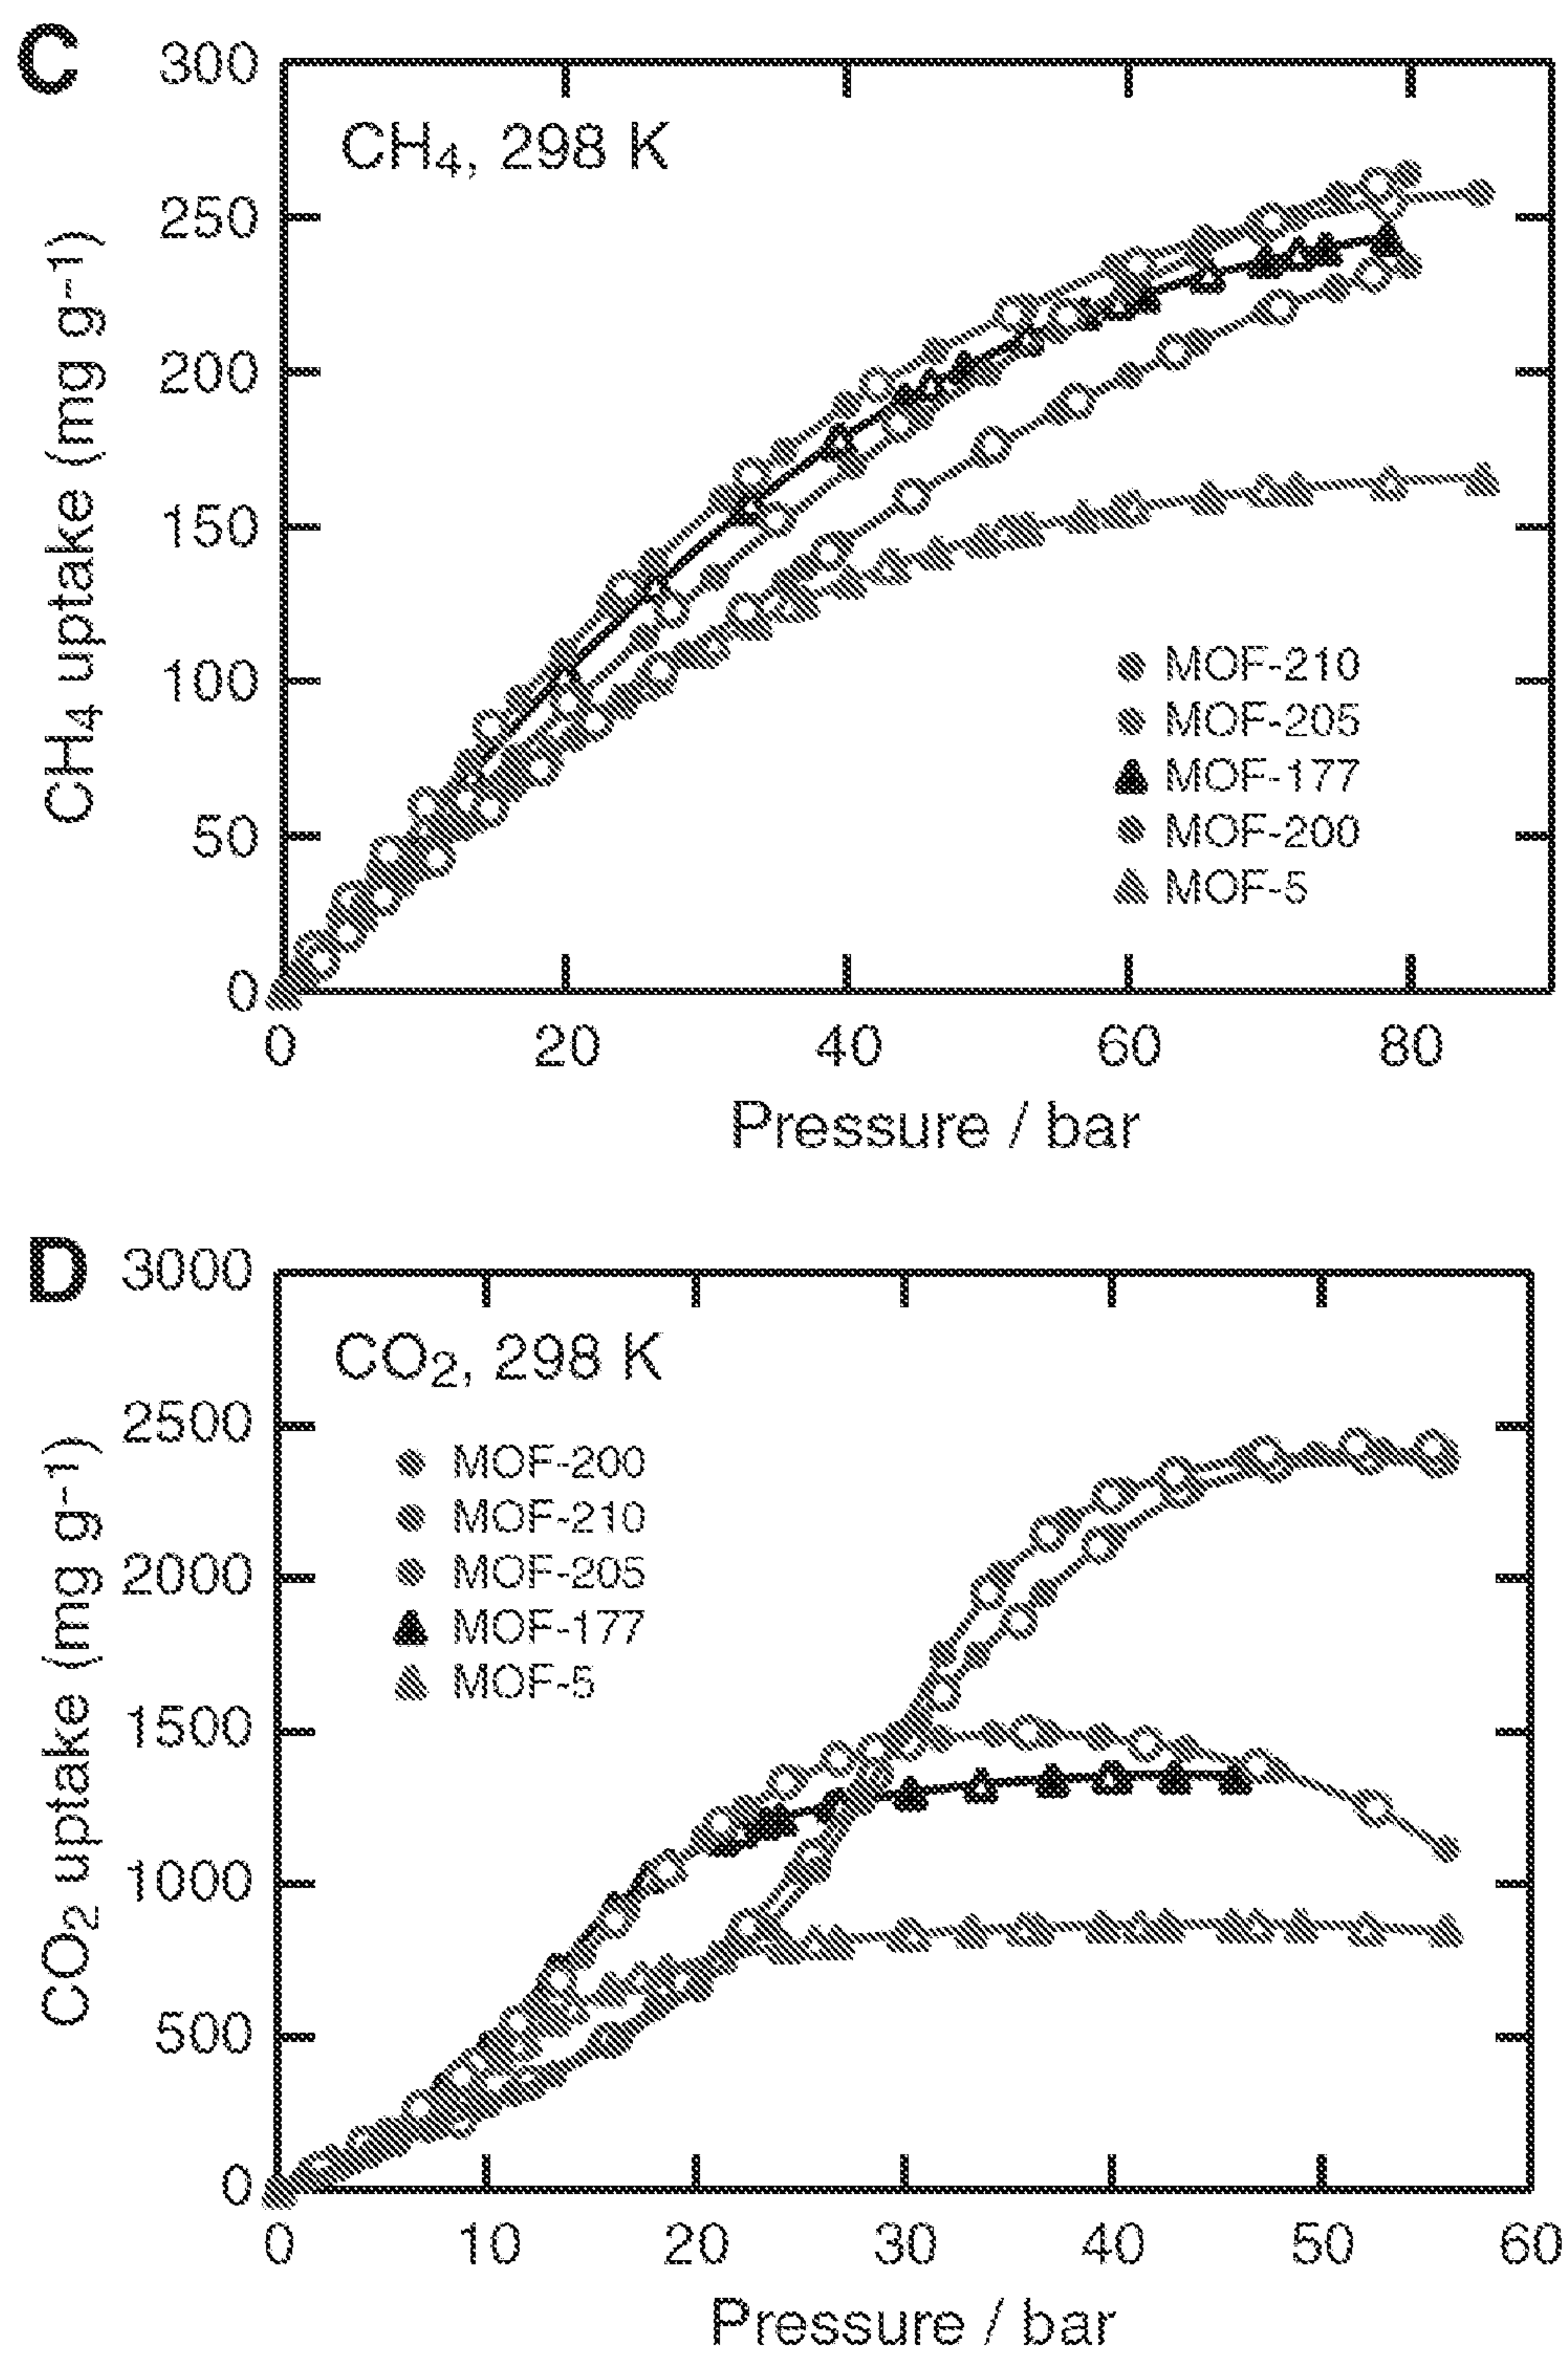 C
300
250
200
150
100
50
0
CH4 uptake (mg g−1)
CH4, 298 K
MOF-210
MOF-205
MOF-177
MOF-200
MOF-5
0 20 40 60 80
Pressure / bar
D
3000
2500
2000
1500
1000
500
0
CO2 uptake (mg g−1)
CO2, 298 K
MOF-200
MOF-210
MOF-205
MOF-177
MOF-5
0 10 20 30 40 50 60
Pressure / bar